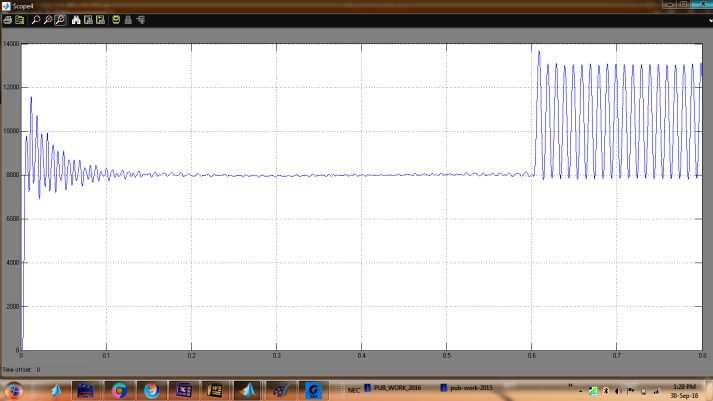 Scope4
14000
12000
10000
8000
6000
4000
2000
0
0 0.1 0.2 0.3 0.4 0.5 0.6 0.7 0.8
Time offset: 0
NEC PUB_WORK_2016 pub-work-2015
1:29 PM
30-Sep-16